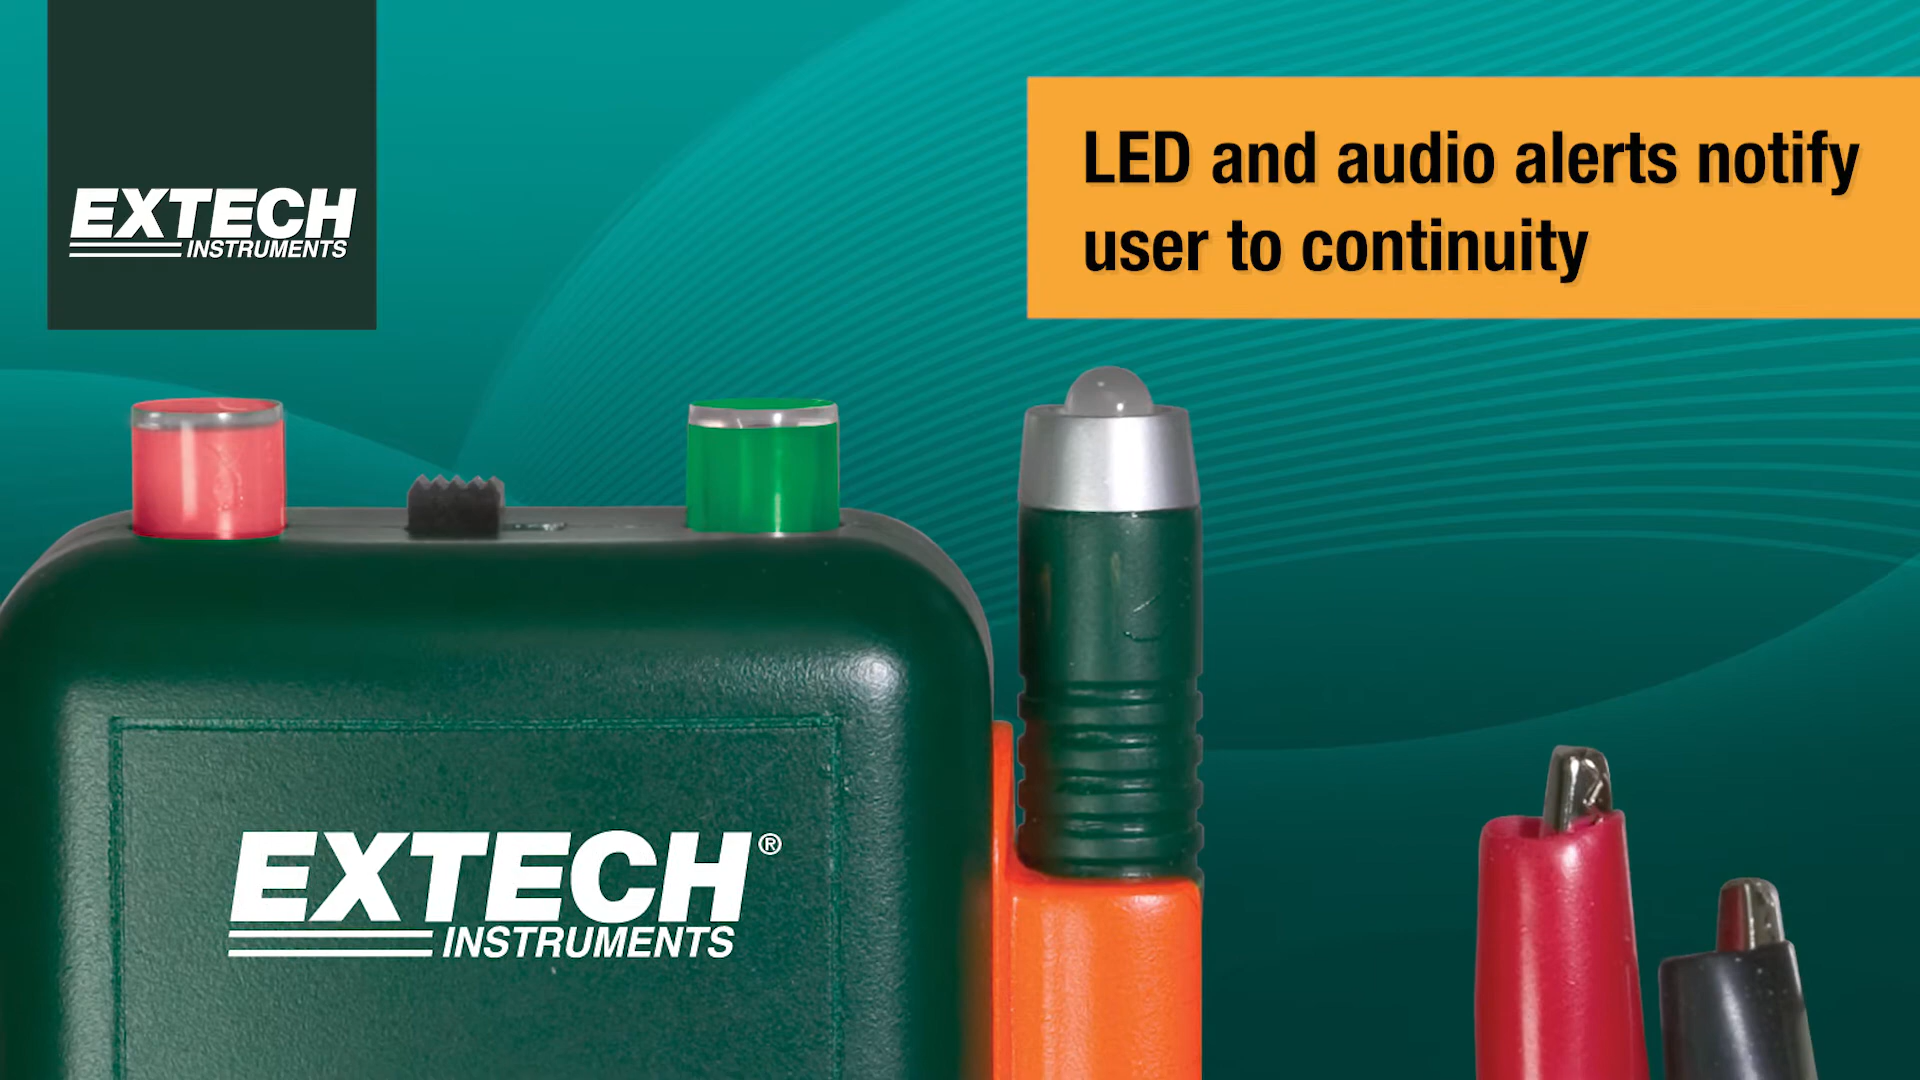 EXTECH
INSTRUMENTS
LED and audio alerts notify
user to continuity
EXTECH®
INSTRUMENTS